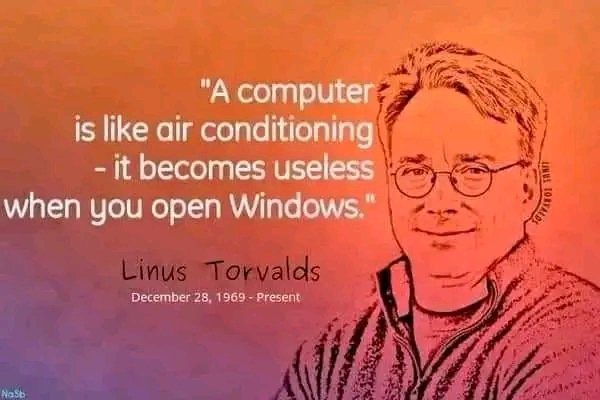 "A computer
is like air conditioning
- it becomes useless
when you open Windows."
Linus Torvalds
December 28, 1969 - Present
LINUS TORVALDS
NaSb